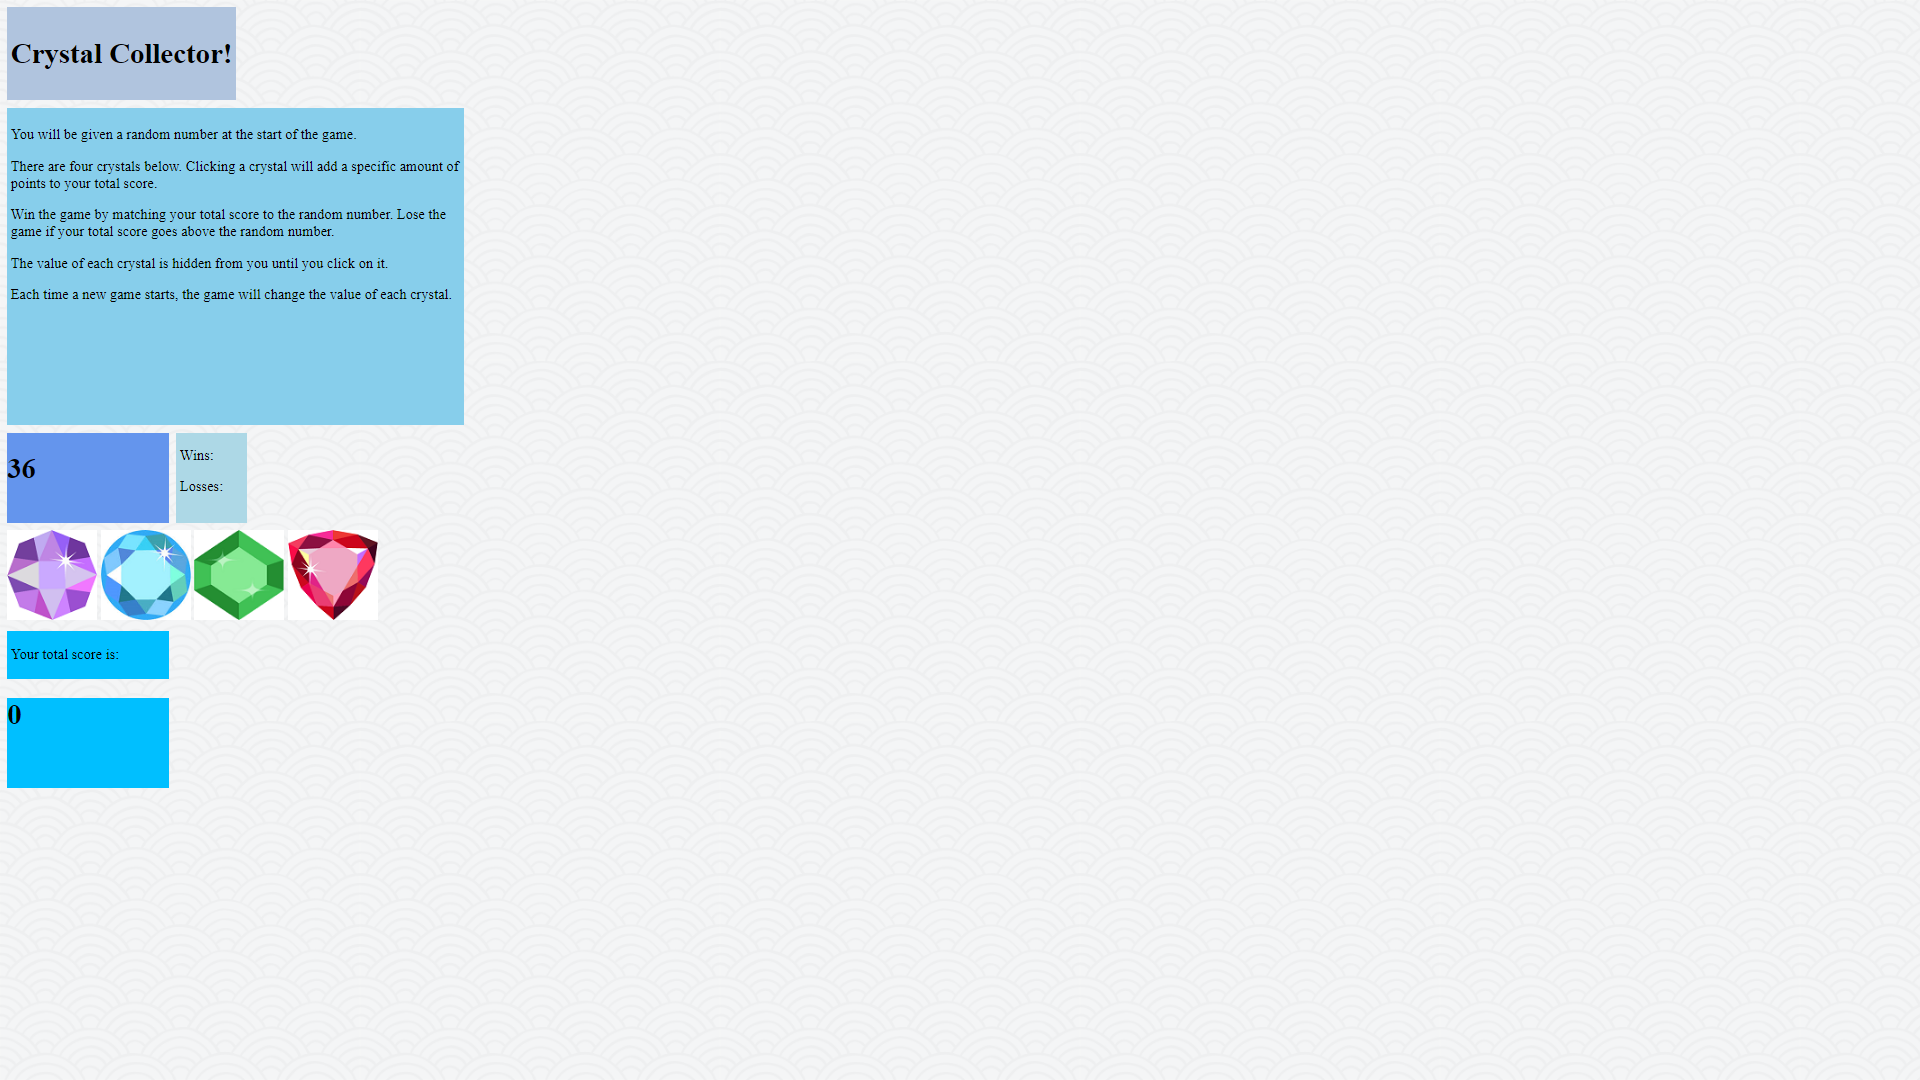 Crystal Collector!
You will be given a random number at the start of the game.
There are four crystals below. Clicking a crystal will add a specific amount of
points to your total score.
Win the game by matching your total score to the random number. Lose the
game if your total score goes above the random number.
The value of each crystal is hidden from you until you click on it.
Each time a new game starts, the game will change the value of each crystal.
36
Wins:
Losses:
Your total score is:
0